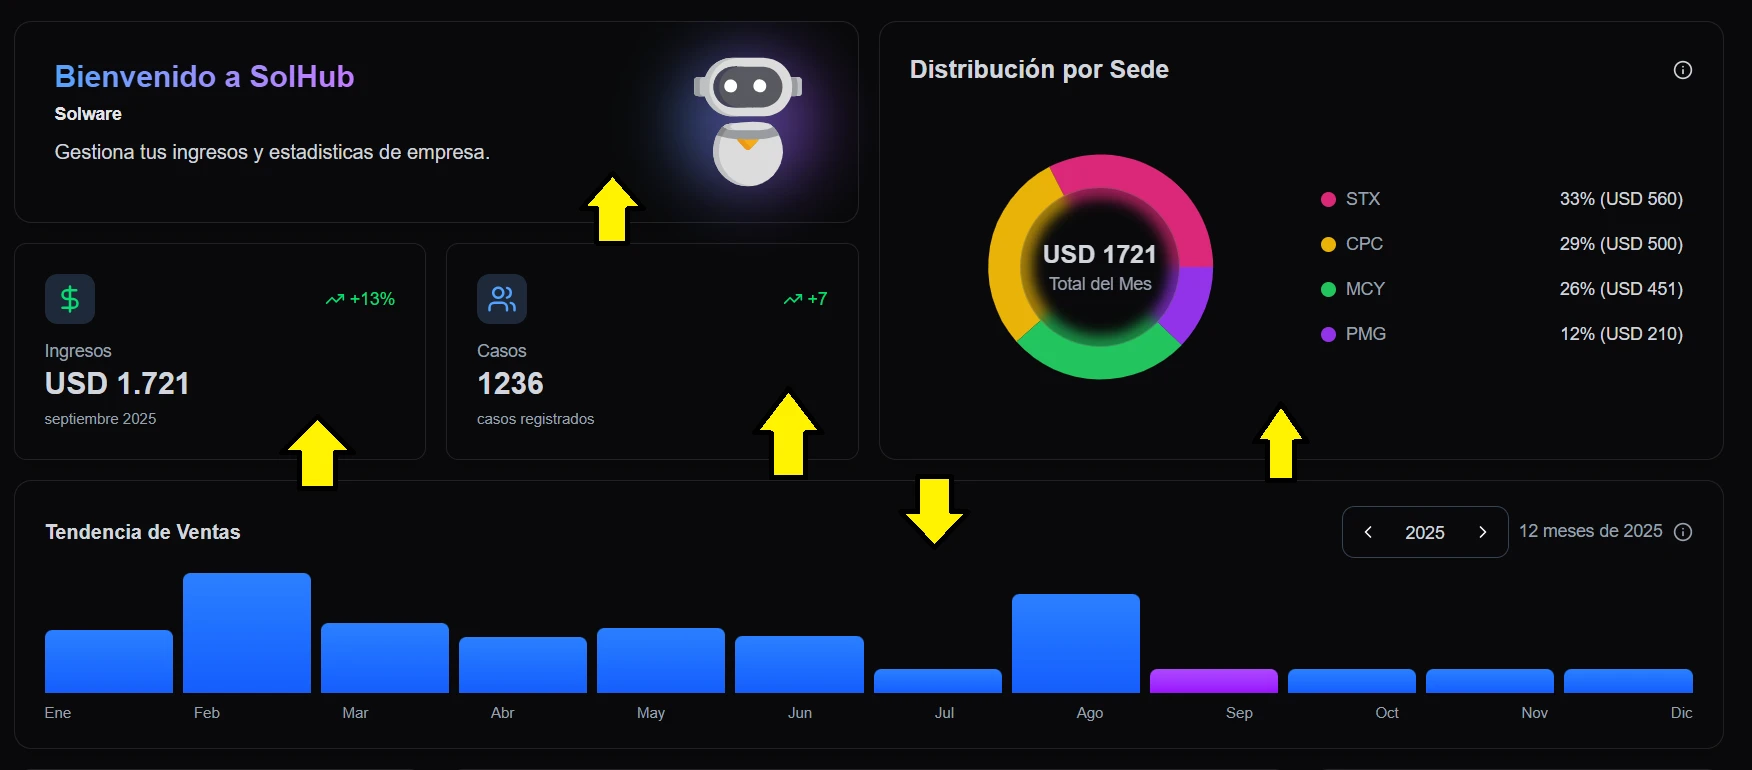 Bienvenido a SolHub
Solware
Gestiona tus ingresos y estadisticas de empresa.
+13%
Ingresos
USD 1.721
septiembre 2025
+7
Casos
1236
casos registrados
Distribución por Sede
USD 1721
Total del Mes
STX 33% (USD 560)
CPC 29% (USD 500)
MCY 26% (USD 451)
PMG 12% (USD 210)
Tendencia de Ventas
2025 12 meses de 2025
Ene Feb Mar Abr May Jun Jul Ago Sep Oct Nov Dic